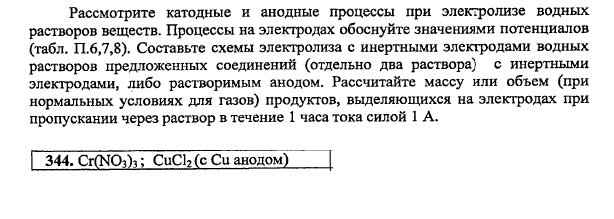 Рассмотрите катодные и анодные процессы при электролизе водных
растворов веществ. Процессы на электродах обоснуйте значениями потенциалов
(табл. П.6,7,8). Составьте схемы электролиза с инертными электродами водных
растворов предложенных соединений (отдельно два раствора) с инертными
электродами, либо растворимым анодом. Рассчитайте массу или объем (при
нормальных условиях для газов) продуктов, выделяющихся на электродах при
пропускании через раствор в течение 1 часа тока силой 1 А.
344. Cr(NO₃)₃ ; CuCl₂ (с Cu анодом)